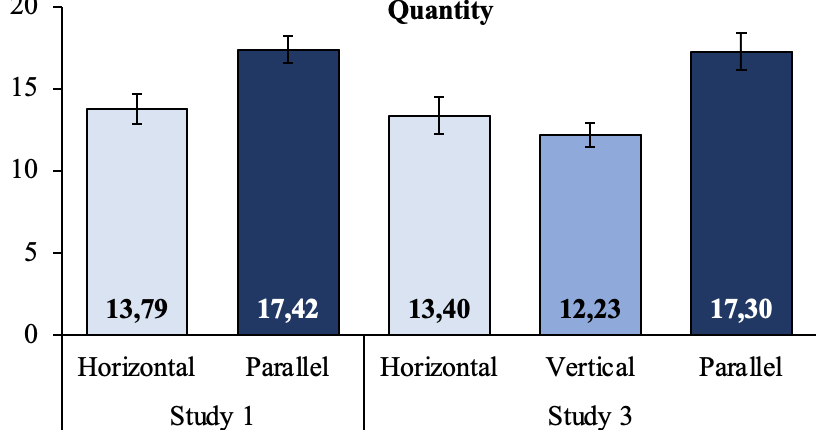 Quantity
20
15
10
5
0
13,79 17,42 13,40 12,23 17,30
Horizontal Parallel Horizontal Vertical Parallel
Study 1 Study 3